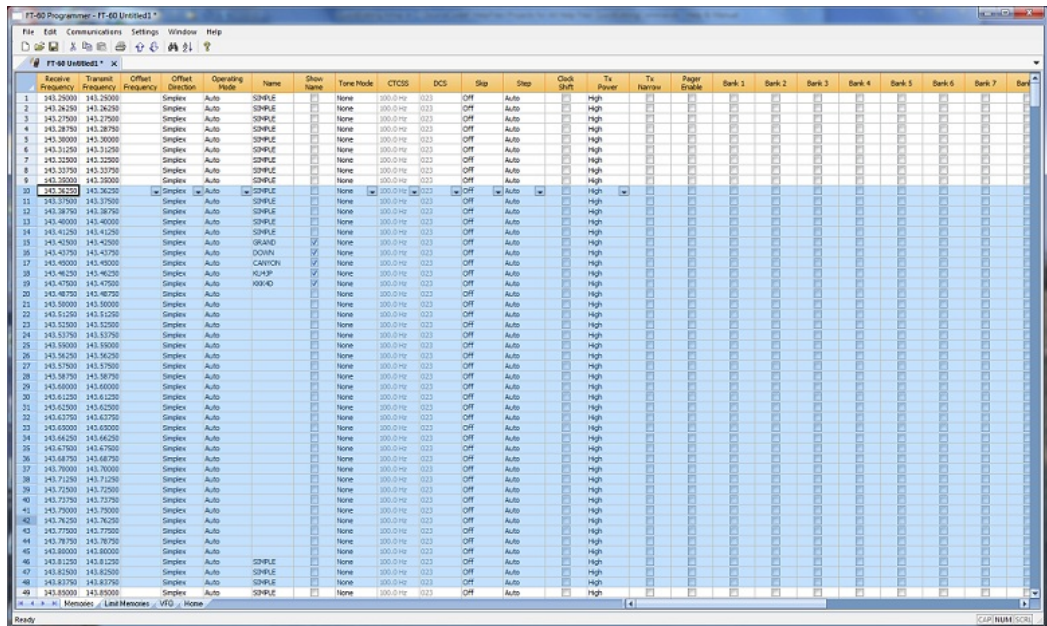 FT-60 Programmer - FT-60 Untitled1 *
File Edit Communications Settings Window Help
FT-60 Untitled1 * X
Receive Frequency Transmit Frequency Offset Frequency Offset Direction Operating Mode Name Show Name Tone Mode CTCSS DCS Skip Step Clock Shift Tx Power Tx Narrow Pager Enable Bank 1 Bank 2 Bank 3 Bank 4 Bank 5 Bank 6 Bank 7 Ban
1 143.25000 143.25000 Simplex Auto SIMPLE None 100.0 Hz 023 Off Auto High
2 143.26250 143.26250 Simplex Auto SIMPLE None 100.0 Hz 023 Off Auto High
3 143.27500 143.27500 Simplex Auto SIMPLE None 100.0 Hz 023 Off Auto High
4 143.28750 143.28750 Simplex Auto SIMPLE None 100.0 Hz 023 Off Auto High
5 143.30000 143.30000 Simplex Auto SIMPLE None 100.0 Hz 023 Off Auto High
6 143.31250 143.31250 Simplex Auto SIMPLE None 100.0 Hz 023 Off Auto High
7 143.32500 143.32500 Simplex Auto SIMPLE None 100.0 Hz 023 Off Auto High
8 143.33750 143.33750 Simplex Auto SIMPLE None 100.0 Hz 023 Off Auto High
9 143.35000 143.35000 Simplex Auto SIMPLE None 100.0 Hz 023 Off Auto High
10 143.36250 143.36250 Simplex Auto SIMPLE None 100.0 Hz 023 Off Auto High
11 143.37500 143.37500 Simplex Auto SIMPLE None 100.0 Hz 023 Off Auto High
12 143.38750 143.38750 Simplex Auto SIMPLE None 100.0 Hz 023 Off Auto High
13 143.40000 143.40000 Simplex Auto SIMPLE None 100.0 Hz 023 Off Auto High
14 143.41250 143.41250 Simplex Auto SIMPLE None 100.0 Hz 023 Off Auto High
15 143.42500 143.42500 Simplex Auto GRAND None 100.0 Hz 023 Off Auto High
16 143.43750 143.43750 Simplex Auto DOWN None 100.0 Hz 023 Off Auto High
17 143.45000 143.45000 Simplex Auto CANYON None 100.0 Hz 023 Off Auto High
18 143.46250 143.46250 Simplex Auto None 100.0 Hz 023 Off Auto High
19 143.47500 143.47500 Simplex Auto None 100.0 Hz 023 Off Auto High
20 143.48750 143.48750 Simplex Auto None 100.0 Hz 023 Off Auto High
21 143.50000 143.50000 Simplex Auto None 100.0 Hz 023 Off Auto High
22 143.51250 143.51250 Simplex Auto None 100.0 Hz 023 Off Auto High
23 143.52500 143.52500 Simplex Auto None 100.0 Hz 023 Off Auto High
24 143.53750 143.53750 Simplex Auto None 100.0 Hz 023 Off Auto High
25 143.55000 143.55000 Simplex Auto None 100.0 Hz 023 Off Auto High
26 143.56250 143.56250 Simplex Auto None 100.0 Hz 023 Off Auto High
27 143.57500 143.57500 Simplex Auto None 100.0 Hz 023 Off Auto High
28 143.58750 143.58750 Simplex Auto None 100.0 Hz 023 Off Auto High
29 143.60000 143.60000 Simplex Auto None 100.0 Hz 023 Off Auto High
30 143.61250 143.61250 Simplex Auto None 100.0 Hz 023 Off Auto High
31 143.62500 143.62500 Simplex Auto None 100.0 Hz 023 Off Auto High
32 143.63750 143.63750 Simplex Auto None 100.0 Hz 023 Off Auto High
33 143.65000 143.65000 Simplex Auto None 100.0 Hz 023 Off Auto High
34 143.66250 143.66250 Simplex Auto None 100.0 Hz 023 Off Auto High
35 143.67500 143.67500 Simplex Auto None 100.0 Hz 023 Off Auto High
36 143.68750 143.68750 Simplex Auto None 100.0 Hz 023 Off Auto High
37 143.70000 143.70000 Simplex Auto None 100.0 Hz 023 Off Auto High
38 143.71250 143.71250 Simplex Auto None 100.0 Hz 023 Off Auto High
39 143.72500 143.72500 Simplex Auto None 100.0 Hz 023 Off Auto High
40 143.73750 143.73750 Simplex Auto None 100.0 Hz 023 Off Auto High
41 143.75000 143.75000 Simplex Auto None 100.0 Hz 023 Off Auto High
42 143.76250 143.76250 Simplex Auto None 100.0 Hz 023 Off Auto High
43 143.77500 143.77500 Simplex Auto None 100.0 Hz 023 Off Auto High
44 143.78750 143.78750 Simplex Auto None 100.0 Hz 023 Off Auto High
45 143.80000 143.80000 Simplex Auto None 100.0 Hz 023 Off Auto High
46 143.81250 143.81250 Simplex Auto SIMPLE None 100.0 Hz 023 Off Auto High
47 143.82500 143.82500 Simplex Auto SIMPLE None 100.0 Hz 023 Off Auto High
48 143.83750 143.83750 Simplex Auto SIMPLE None 100.0 Hz 023 Off Auto High
49 143.85000 143.85000 Simplex Auto SIMPLE None 100.0 Hz 023 Off Auto High
Memories Limit Memories VFO Home
Ready CAP NUM SCRL